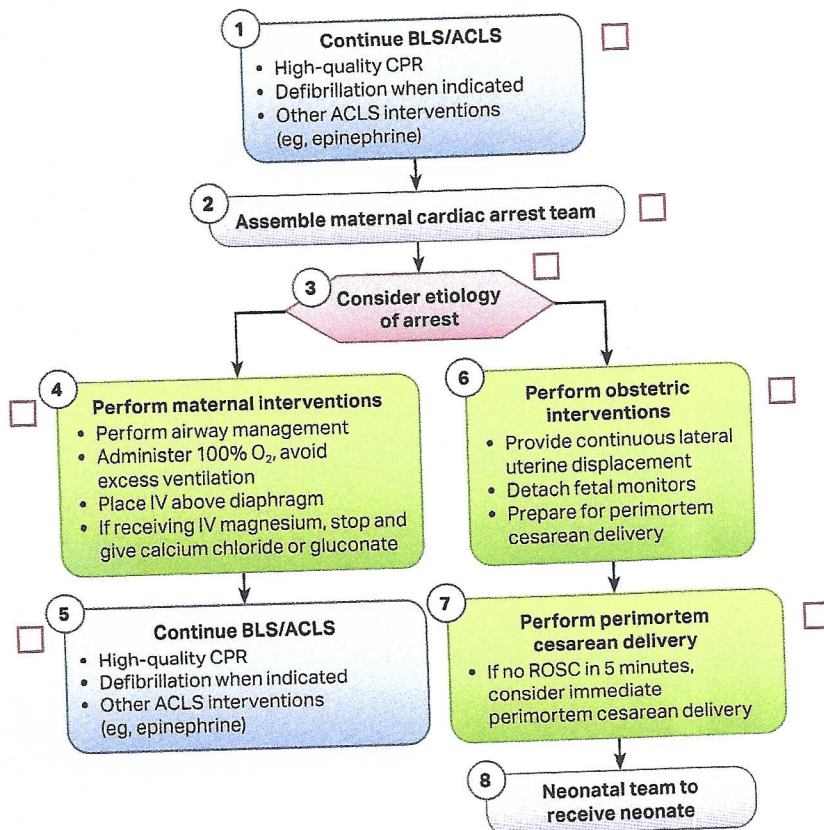 1
Continue BLS/ACLS
• High-quality CPR
• Defibrillation when indicated
• Other ACLS interventions
(eg, epinephrine)
2
Assemble maternal cardiac arrest team
3
Consider etiology
of arrest
4
Perform maternal interventions
• Perform airway management
• Administer 100% O₂, avoid
excess ventilation
• Place IV above diaphragm
• If receiving IV magnesium, stop and
give calcium chloride or gluconate
5
Continue BLS/ACLS
• High-quality CPR
• Defibrillation when indicated
• Other ACLS interventions
(eg, epinephrine)
6
Perform obstetric
interventions
• Provide continuous lateral
uterine displacement
• Detach fetal monitors
• Prepare for perimortem
cesarean delivery
7
Perform perimortem
cesarean delivery
• If no ROSC in 5 minutes,
consider immediate
perimortem cesarean delivery
8
Neonatal team to
receive neonate